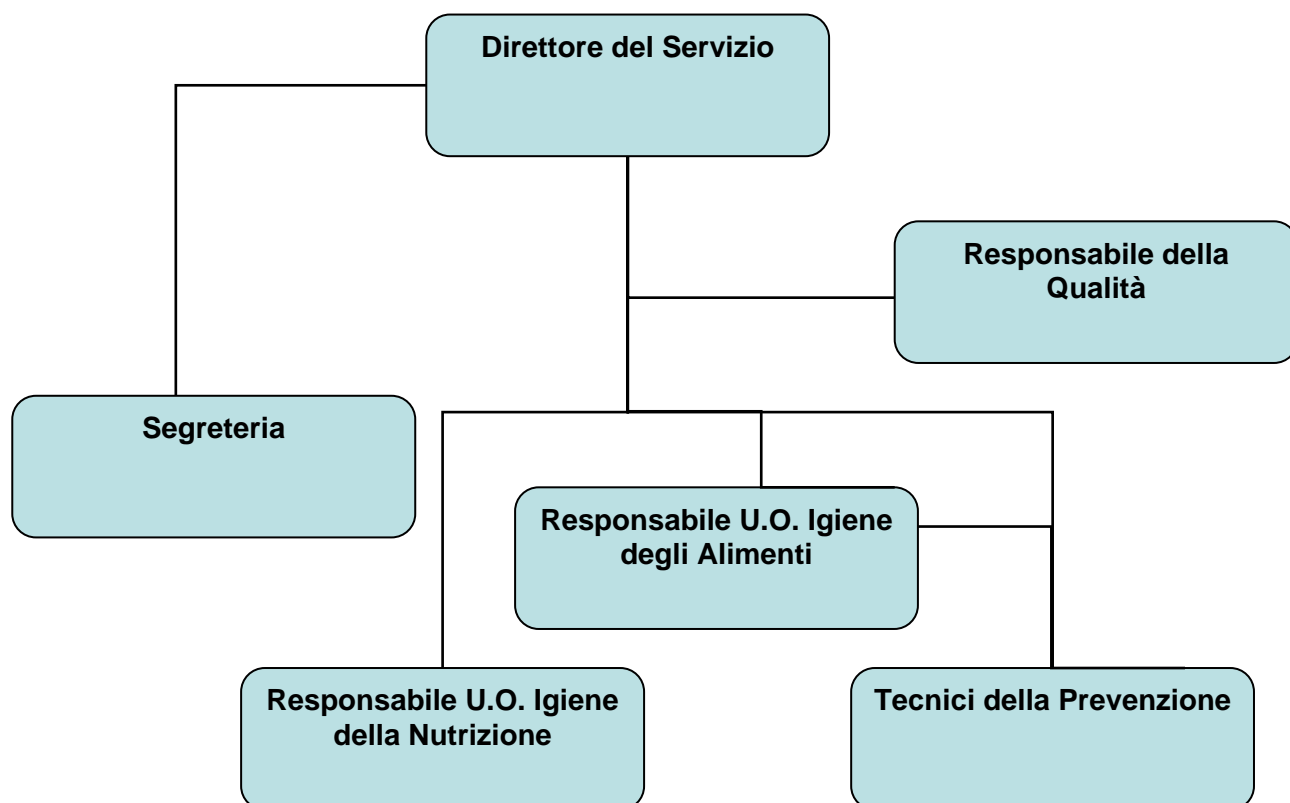 Direttore del Servizio
Responsabile della
Qualità
Segreteria
Responsabile U.O. Igiene
degli Alimenti
Responsabile U.O. Igiene
della Nutrizione
Tecnici della Prevenzione